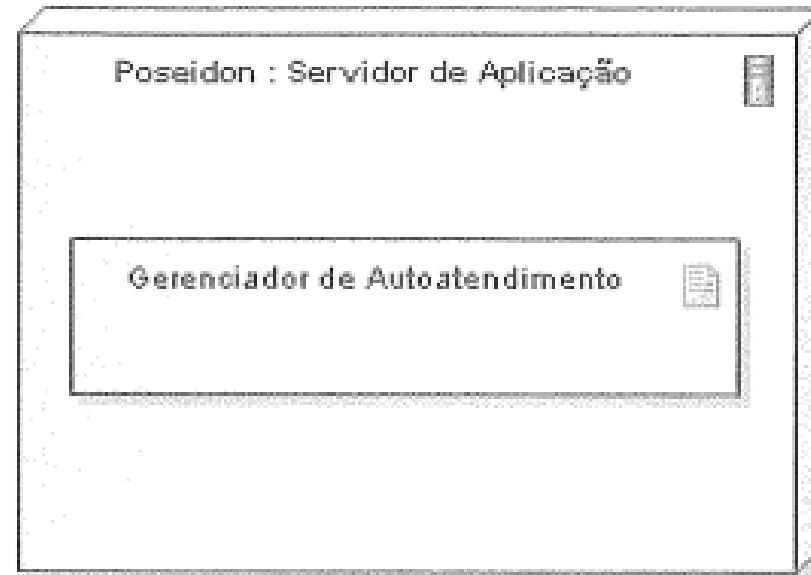 Poseidon : Servidor de Aplicação
Gerenciador de Autoatendimento